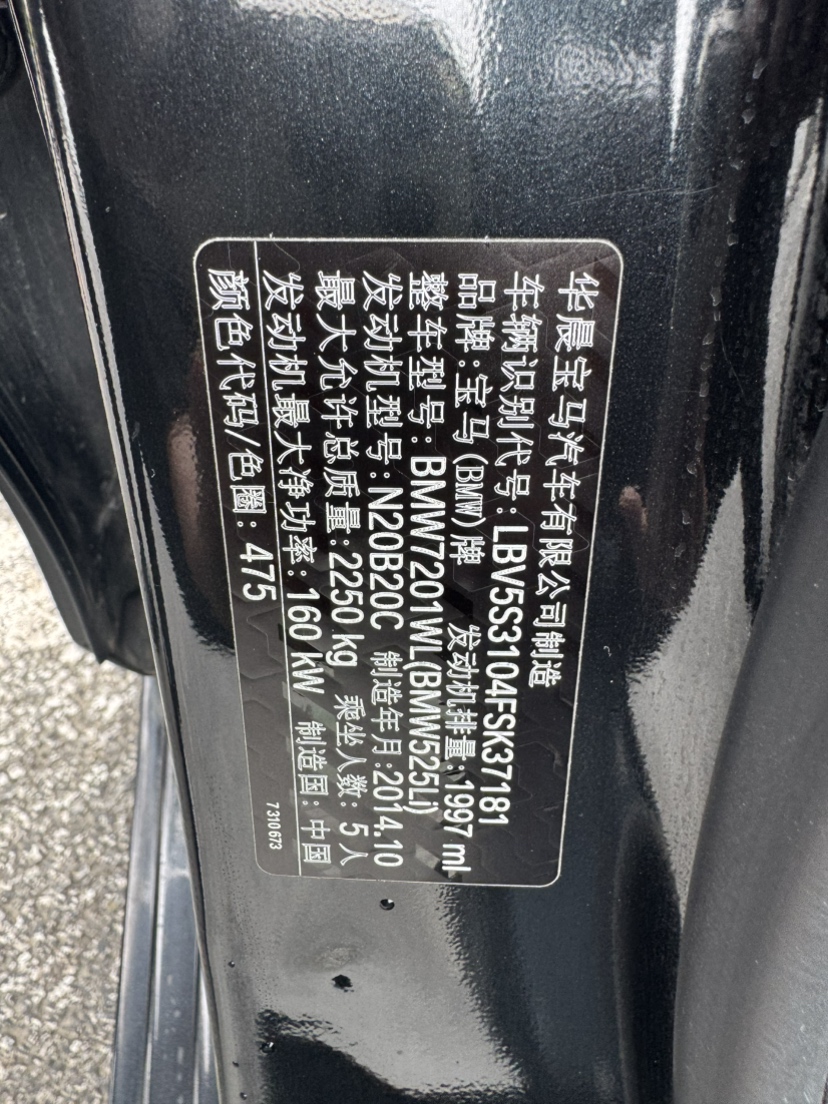 华晨宝马汽车有限公司制造
车辆识别代号：LBV5S3104FSK37181
品牌：宝马(BMW)牌 发动机排量：1997 ml
整车型号：BMW7201WL(BMW525Li)
发动机型号：N20B20C 制造年月：2014.10
最大允许总质量：2250 kg 乘坐人数：5人
发动机最大净功率：160 kW 制造国：中国
颜色代码/色圈：475
7310673